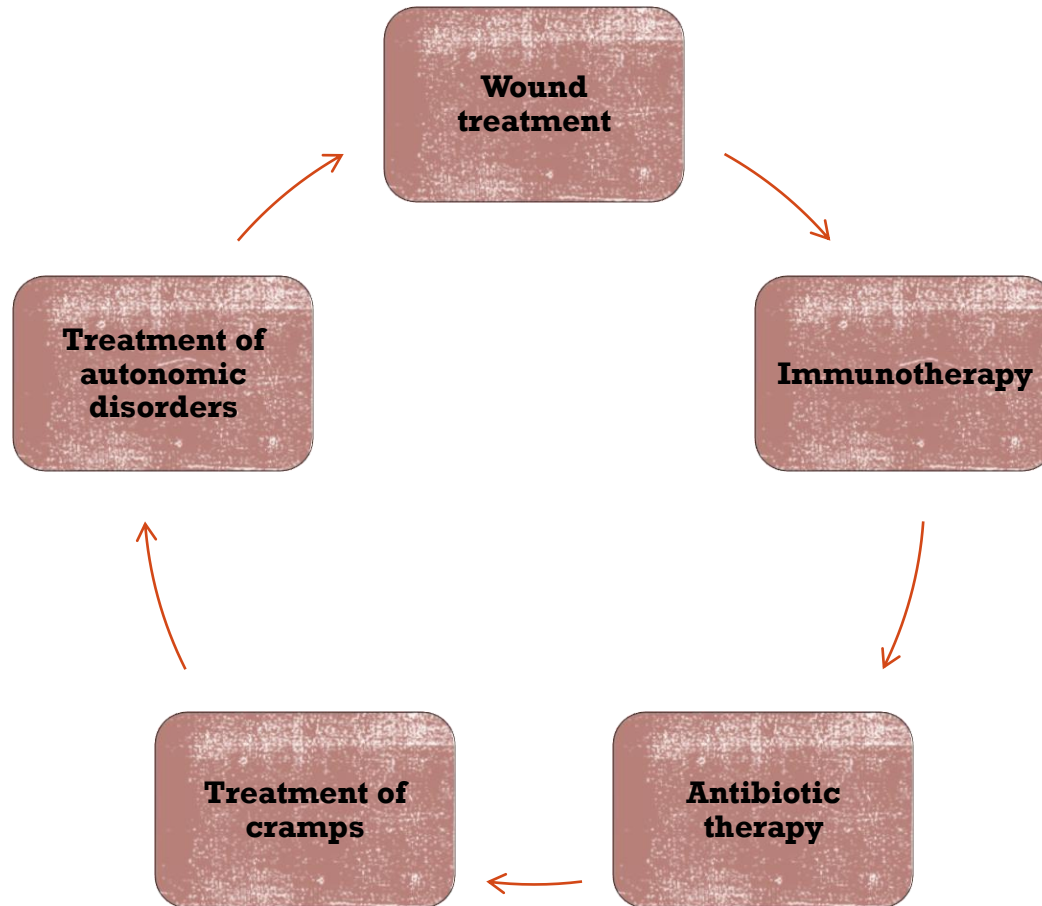 Wound
treatment
Immunotherapy
Antibiotic
therapy
Treatment of
cramps
Treatment of
autonomic
disorders